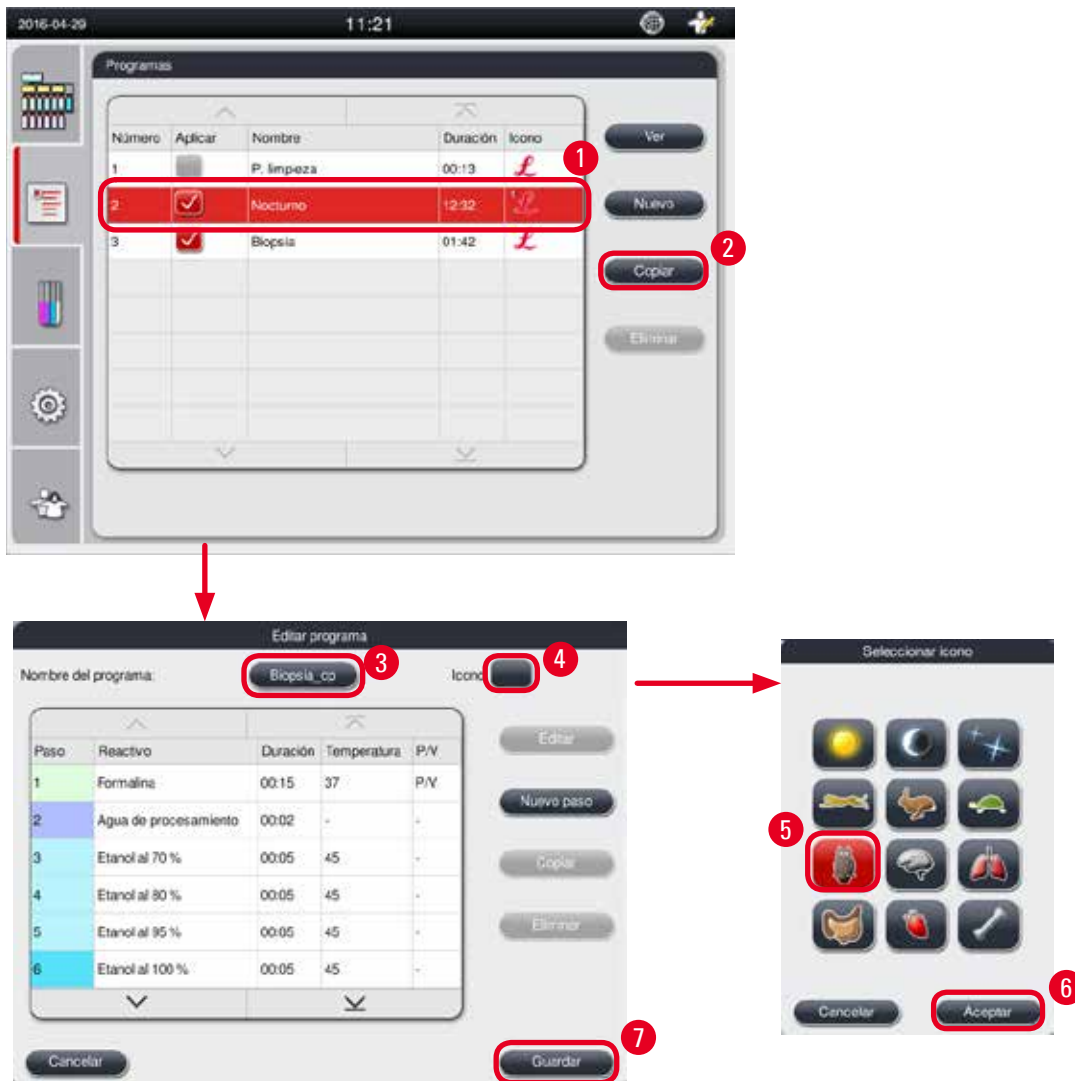 2016-04-29 11:21
Programas
Número Aplicar Nombre Duración Icono
1 P. limpieza 00:13
2 Nocturno 12:32
3 Biopsia 01:42
Ver
Nuevo
Copiar
Eliminar
1
2
Editar programa
Nombre del programa: Biopsia_cp Icono
3
4
Paso Reactivo Duración Temperatura P/V
1 Formalina 00:15 37 P/V
2 Agua de procesamiento 00:02 - -
3 Etanol al 70 % 00:05 45 -
4 Etanol al 80 % 00:05 45 -
5 Etanol al 95 % 00:05 45 -
6 Etanol al 100 % 00:05 45 -
Editar
Nuevo paso
Copiar
Eliminar
Cancelar
Guardar
7
Seleccionar icono
5
Cancelar
Aceptar
6